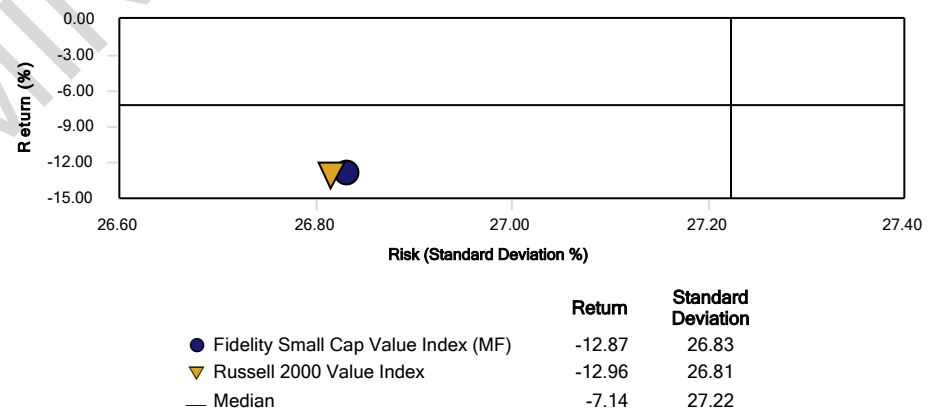 0.00
-3.00
-6.00
-9.00
-12.00
-15.00
Return (%)
26.60 26.80 27.00 27.20 27.40
Risk (Standard Deviation %)
Return Standard Deviation
Fidelity Small Cap Value Index (MF) -12.87 26.83
Russell 2000 Value Index -12.96 26.81
Median -7.14 27.22